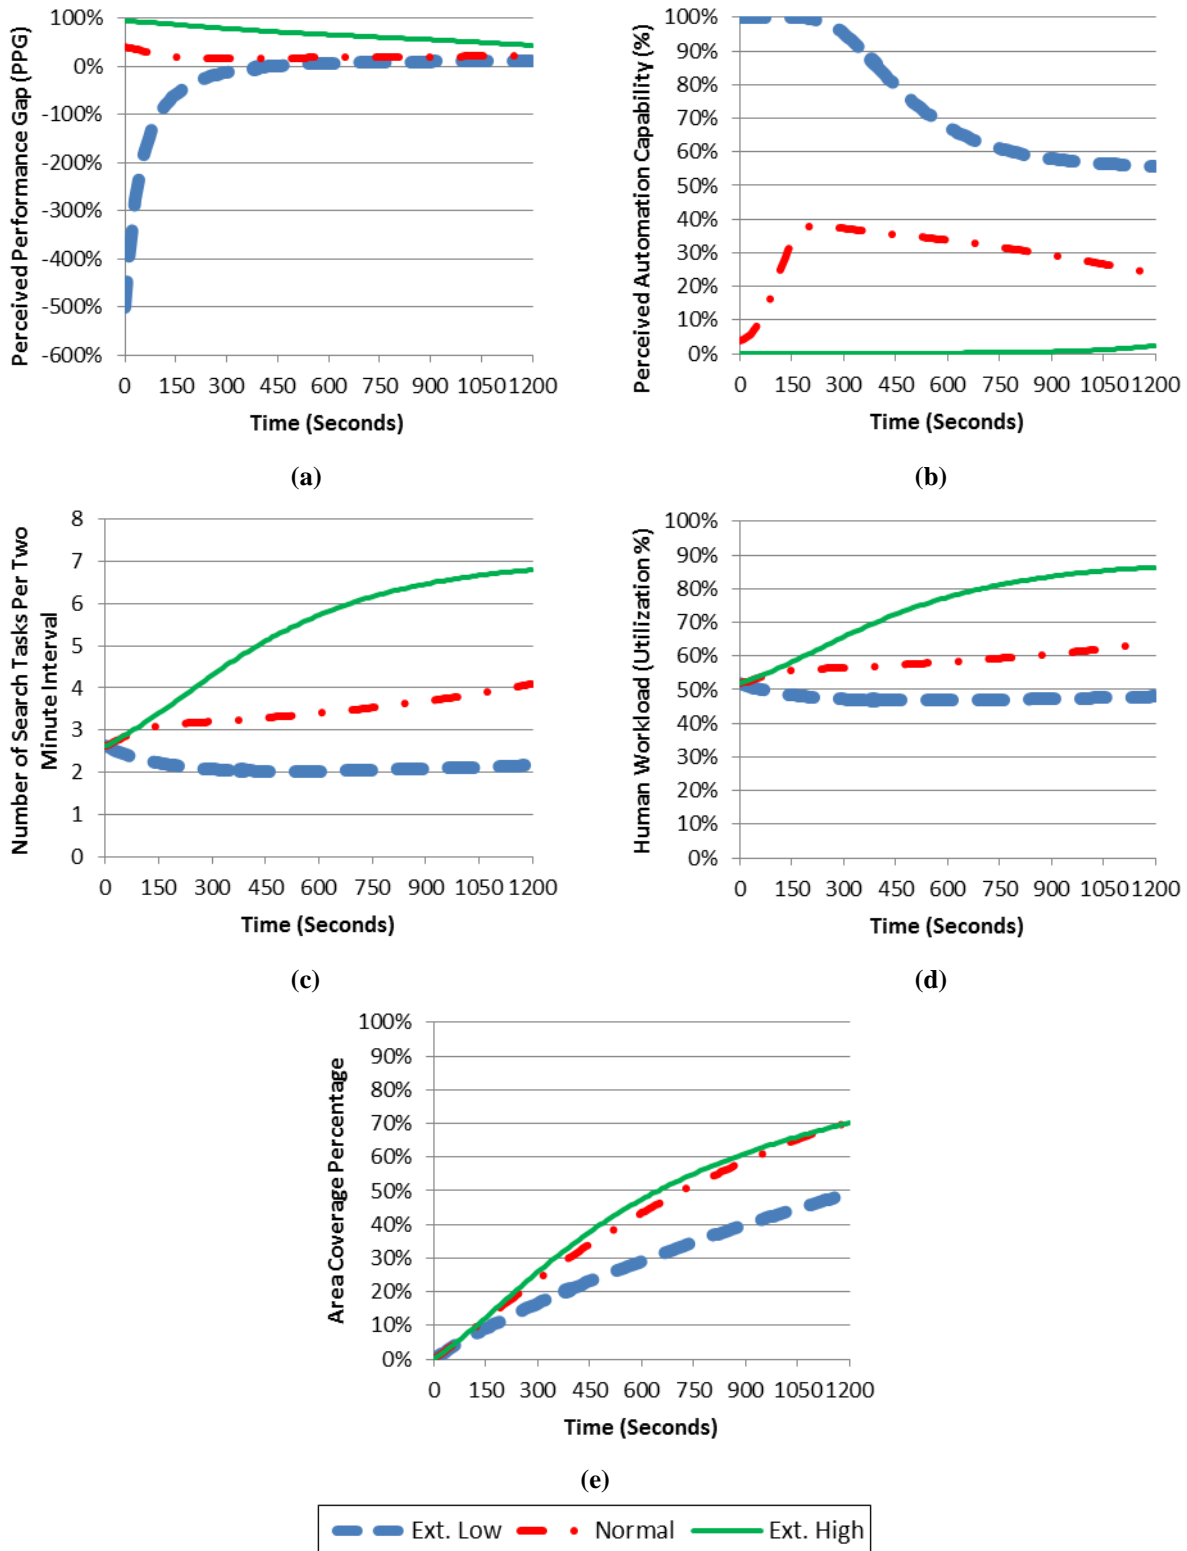 Perceived Performance Gap (PPG)
100%
0%
-100%
-200%
-300%
-400%
-500%
-600%
0 150 300 450 600 750 900 1050 1200
Time (Seconds)
(a)
Perceived Automation Capability (%)
100%
90%
80%
70%
60%
50%
40%
30%
20%
10%
0%
0 150 300 450 600 750 900 1050 1200
Time (Seconds)
(b)
Number of Search Tasks Per Two
Minute Interval
8
7
6
5
4
3
2
1
0
0 150 300 450 600 750 900 1050 1200
Time (Seconds)
(c)
Human Workload (Utilization %)
100%
90%
80%
70%
60%
50%
40%
30%
20%
10%
0%
0 150 300 450 600 750 900 1050 1200
Time (Seconds)
(d)
Area Coverage Percentage
100%
90%
80%
70%
60%
50%
40%
30%
20%
10%
0%
0 150 300 450 600 750 900 1050 1200
Time (Seconds)
(e)
Ext. Low Normal Ext. High